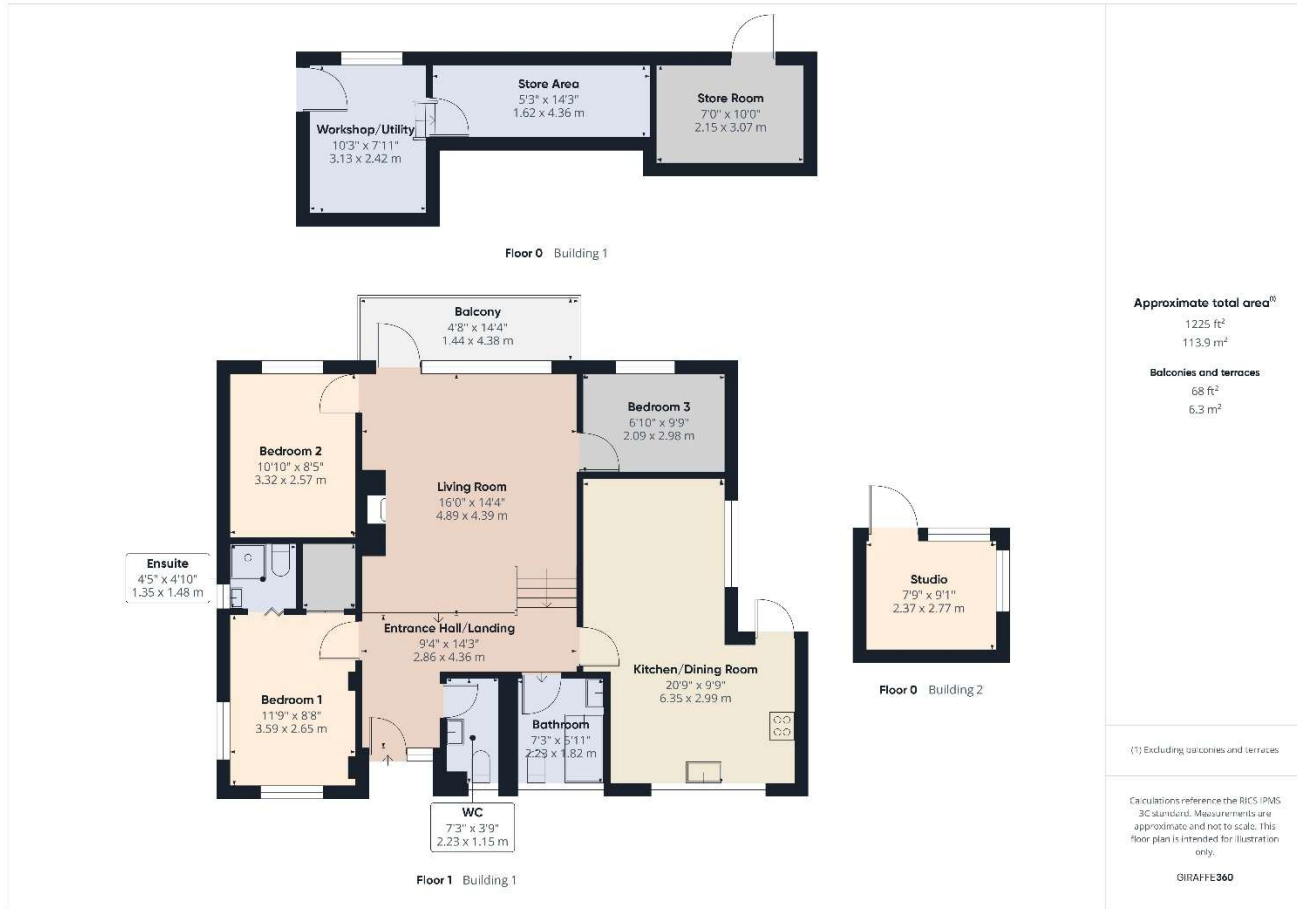 Store Area
5'3" x 14'3"
1.62 x 4.36 m
Store Room
7'0" x 10'0"
2.15 x 3.07 m
Workshop/Utility
10'3" x 7'11"
3.13 x 2.42 m
Floor 0 Building 1
Balcony
4'8" x 14'4"
1.44 x 4.38 m
Bedroom 3
6'10" x 9'9"
2.09 x 2.98 m
Bedroom 2
10'10" x 8'5"
3.32 x 2.57 m
Living Room
16'0" x 14'4"
4.89 x 4.39 m
Ensuite
4'5" x 4'10"
1.35 x 1.48 m
Entrance Hall/Landing
9'4" x 14'3"
2.86 x 4.36 m
Kitchen/Dining Room
20'9" x 9'9"
6.35 x 2.99 m
Bedroom 1
11'9" x 8'8"
3.59 x 2.65 m
Bathroom
7'3" x 5'11"
2.23 x 1.82 m
WC
7'3" x 3'9"
2.23 x 1.15 m
Floor 1 Building 1
Studio
7'9" x 9'1"
2.37 x 2.77 m
Floor 0 Building 2
Approximate total area(1)
1225 ft²
113.9 m²
Balconies and terraces
68 ft²
6.3 m²
(1) Excluding balconies and terraces
Calculations reference the RICS IPMS
3C standard. Measurements are
approximate and not to scale. This
floor plan is intended for illustration
only.
GIRAFFE360